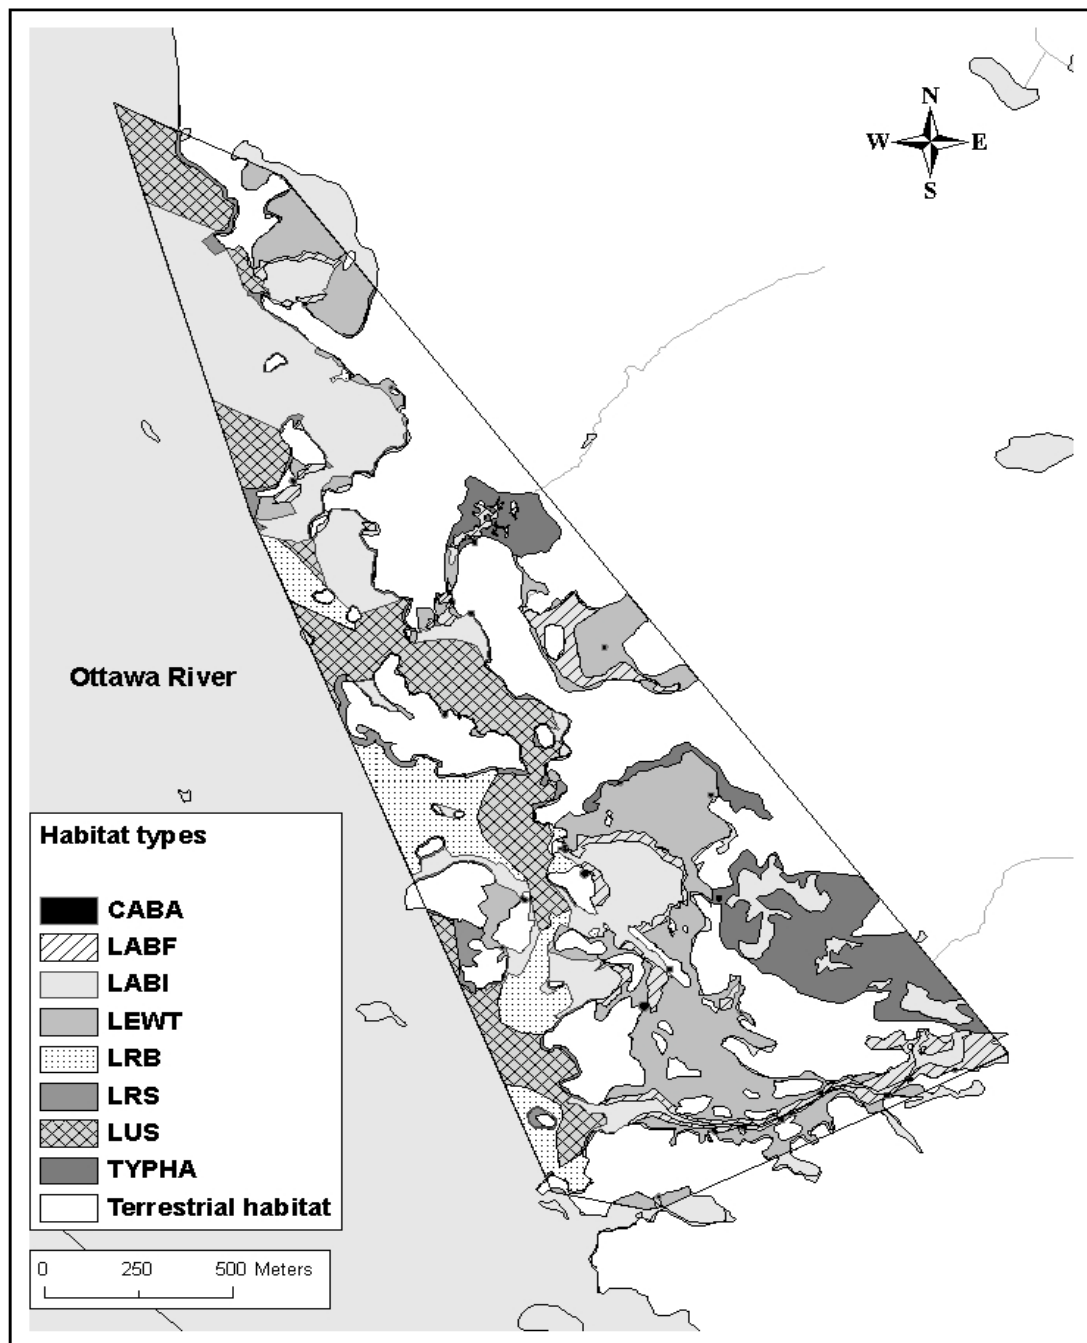 N
W E
S
Ottawa River
Habitat types
CABA
LABF
LABI
LEWT
LRB
LRS
LUS
TYPHA
Terrestrial habitat
0 250 500 Meters